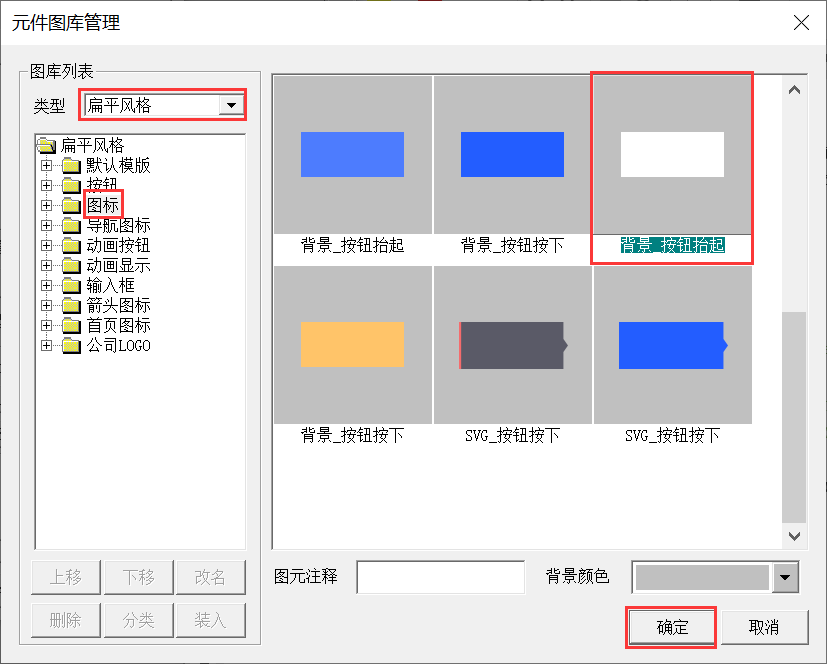 元件图库管理
图库列表
类型
扁平风格
扁平风格
默认模版
按钮
图标
导航图标
动画按钮
动画显示
输入框
箭头图标
首页图标
公司LOGO
上移
下移
改名
删除
分类
装入
背景_按钮抬起
背景_按钮按下
背景_按钮抬起
背景_按钮按下
SVG_按钮按下
SVG_按钮按下
图元注释
背景颜色
确定
取消